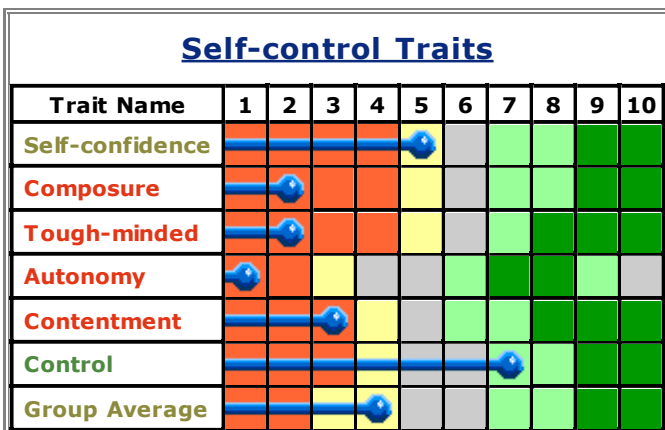 Self-control Traits
Trait Name 1 2 3 4 5 6 7 8 9 10
Self-confidence
Composure
Tough-minded
Autonomy
Contentment
Control
Group Average